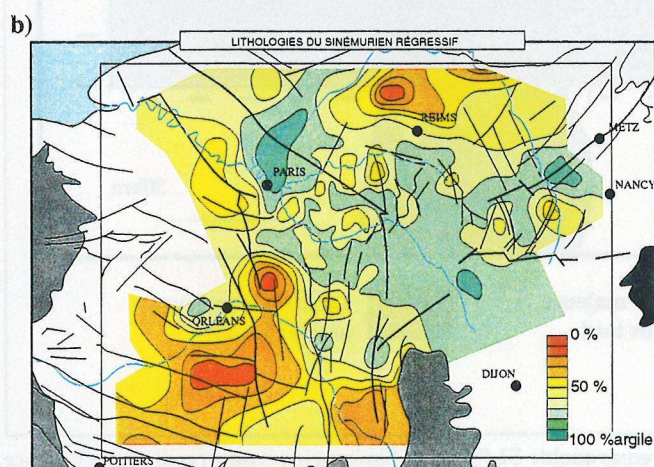 b)
LITHOLOGIES DU SINÉMURIEN RÉGRESSIF
REIMS
METZ
PARIS
NANCY
ORLEANS
DIJON
POITIERS
0 %
50 %
100 %argile